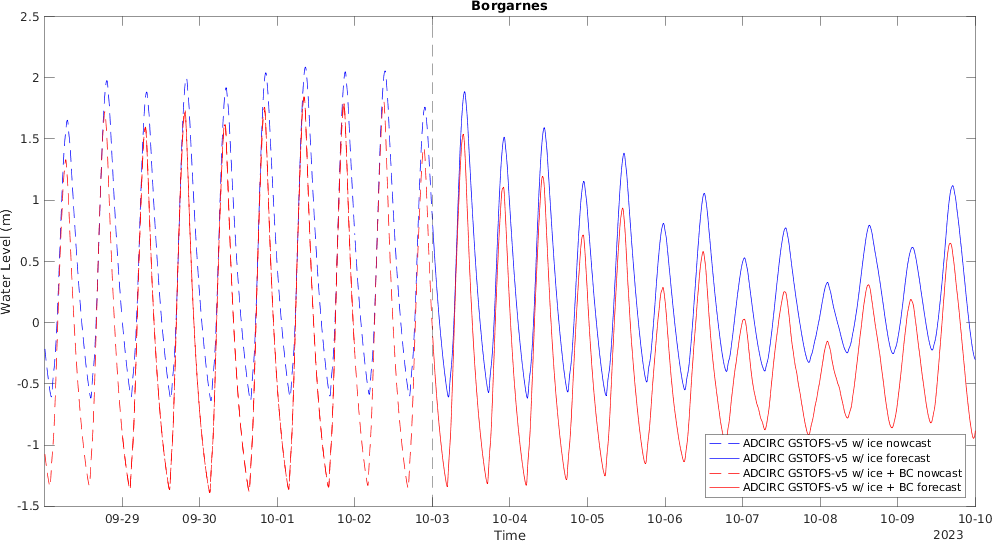 Borgarnes
Water Level (m)
2.5
2
1.5
1
0.5
0
-0.5
-1
-1.5
ADCIRC GSTOFS-v5 w/ ice nowcast
ADCIRC GSTOFS-v5 w/ ice forecast
ADCIRC GSTOFS-v5 w/ ice + BC nowcast
ADCIRC GSTOFS-v5 w/ ice + BC forecast
09-29 09-30 10-01 10-02 10-03 10-04 10-05 10-06 10-07 10-08 10-09 10-10
Time
2023